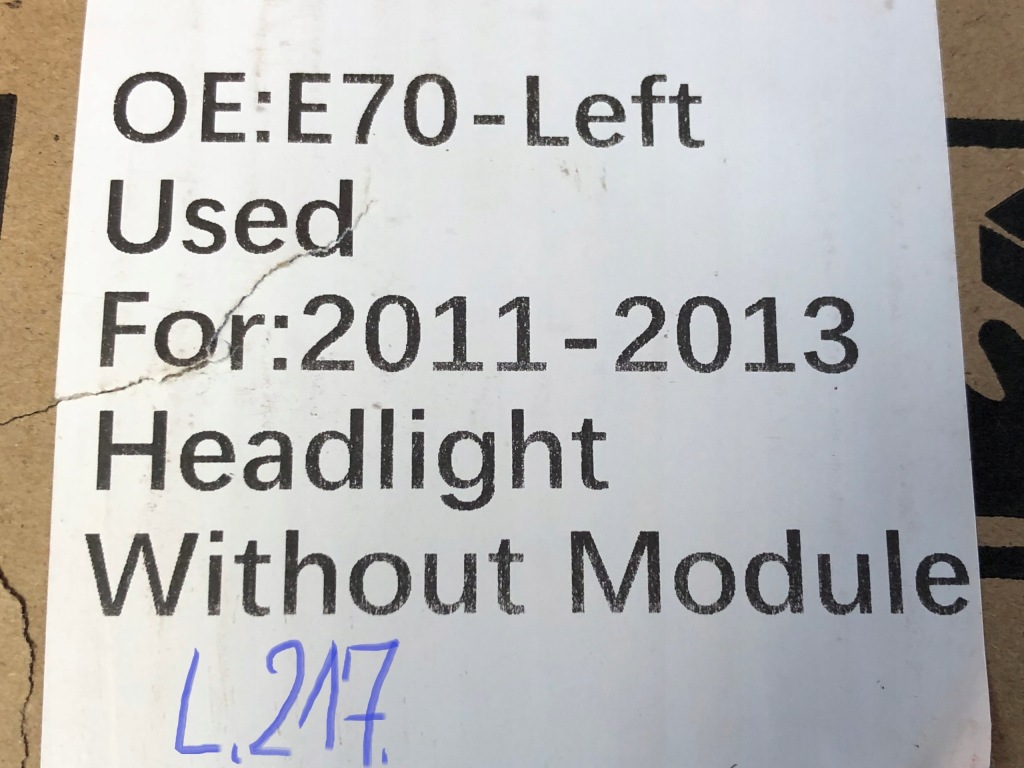 OE:E70-Left
Used
For:2011-2013
Headlight
Without Module
L.217.